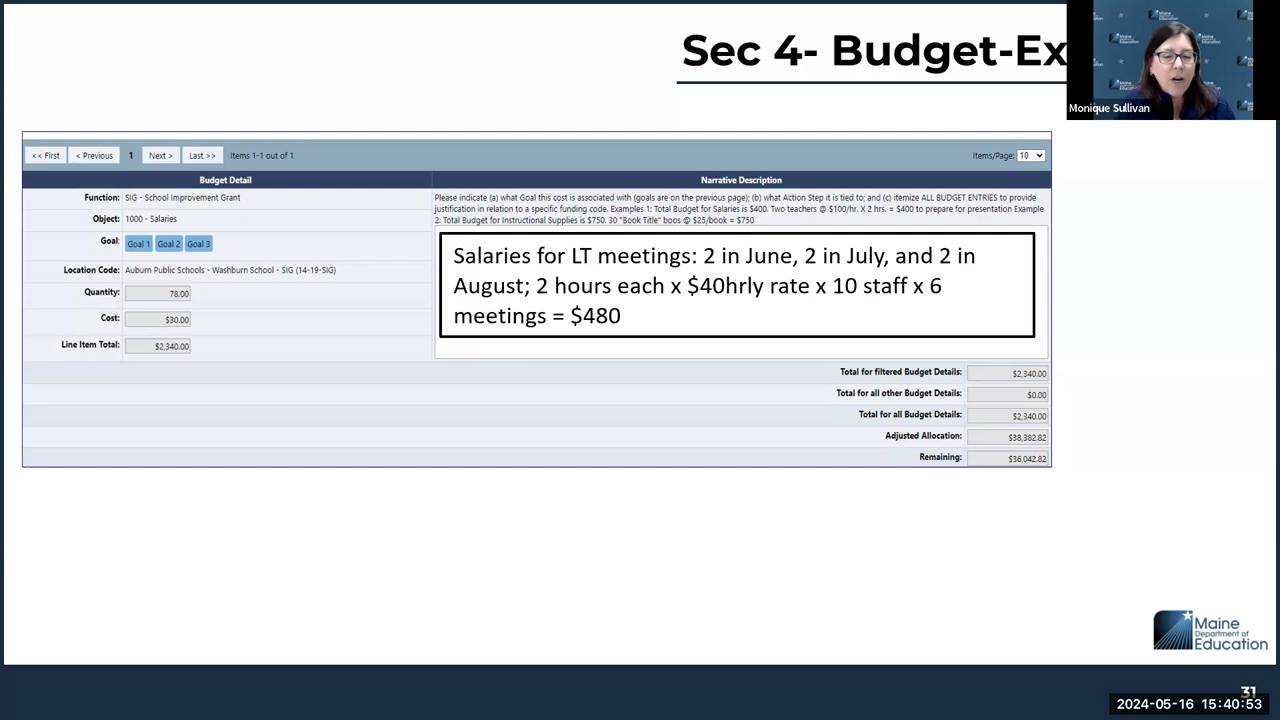 Sec 4- Budget-Ex
Maine
Department of
Education
Monique Sullivan
<< First < Previous 1 Next > Last >> Items 1-1 out of 1 Items/Page: 10
Budget Detail Narrative Description
Function: SIG - School Improvement Grant
Object: 1000 - Salaries
Goal: Goal 1 Goal 2 Goal 3
Location Code: Auburn Public Schools - Washburn School - SIG (14-19-SIG)
Quantity: 78.00
Cost: $30.00
Line Item Total: $2,340.00
Please indicate (a) what Goal this cost is associated with (goals are on the previous page); (b) what Action Step it is tied to; and (c) itemize ALL BUDGET ENTRIES to provide
justification in relation to a specific funding code. Examples 1: Total Budget for Salaries is $400. Two teachers @ $100/hr. X 2 hrs. = $400 to prepare for presentation Example
2: Total Budget for Instructional Supplies is $750. 30 "Book Title" boos @ $25/book = $750
Salaries for LT meetings: 2 in June, 2 in July, and 2 in
August; 2 hours each x $40hrly rate x 10 staff x 6
meetings = $480
Total for filtered Budget Details: $2,340.00
Total for all other Budget Details: $0.00
Total for all Budget Details: $2,340.00
Adjusted Allocation: $38,382.82
Remaining: $36,042.82
Maine
Department of
Education
31
2024-05-16 15:40:53